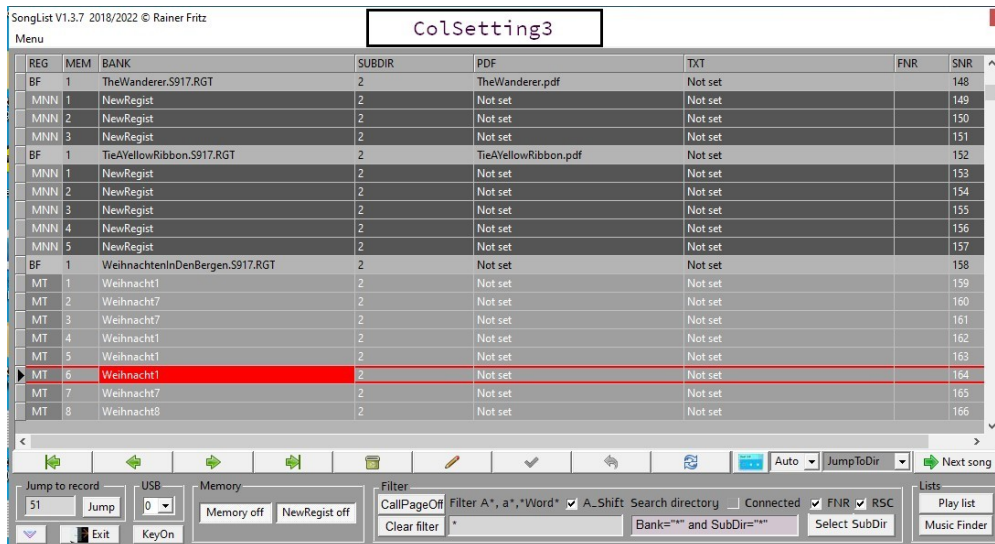 SongList V1.3.7 2018/2022 © Rainer Fritz
ColSetting3
Menu
REG MEM BANK SUBDIR PDF TXT FNR SNR
BF 1 TheWanderer.S917.RGT 2 TheWanderer.pdf Not set 148
MNN 1 NewRegist 2 Not set Not set 149
MNN 2 NewRegist 2 Not set Not set 150
MNN 3 NewRegist 2 Not set Not set 151
BF 1 TieAYellowRibbon.S917.RGT 2 TieAYellowRibbon.pdf Not set 152
MNN 1 NewRegist 2 Not set Not set 153
MNN 2 NewRegist 2 Not set Not set 154
MNN 3 NewRegist 2 Not set Not set 155
MNN 4 NewRegist 2 Not set Not set 156
MNN 5 NewRegist 2 Not set Not set 157
BF 1 WeihnachtenInDenBergen.S917.RGT 2 Not set Not set 158
MT 1 Weihnacht1 2 Not set Not set 159
MT 2 Weihnacht7 2 Not set Not set 160
MT 3 Weihnacht7 2 Not set Not set 161
MT 4 Weihnacht1 2 Not set Not set 162
MT 5 Weihnacht1 2 Not set Not set 163
MT 6 Weihnacht1 2 Not set Not set 164
MT 7 Weihnacht7 2 Not set Not set 165
MT 8 Weihnacht8 2 Not set Not set 166
Auto JumpToDir Next song
Jump to record USB Memory Filter Lists
51 Jump 0 Memory off NewRegist off CallPageOff Filter A*, a*,*Word* A_Shift Search directory Connected FNR RSC Play list
Exit KeyOn Clear filter * Bank="*" and SubDir="*" Select SubDir Music Finder